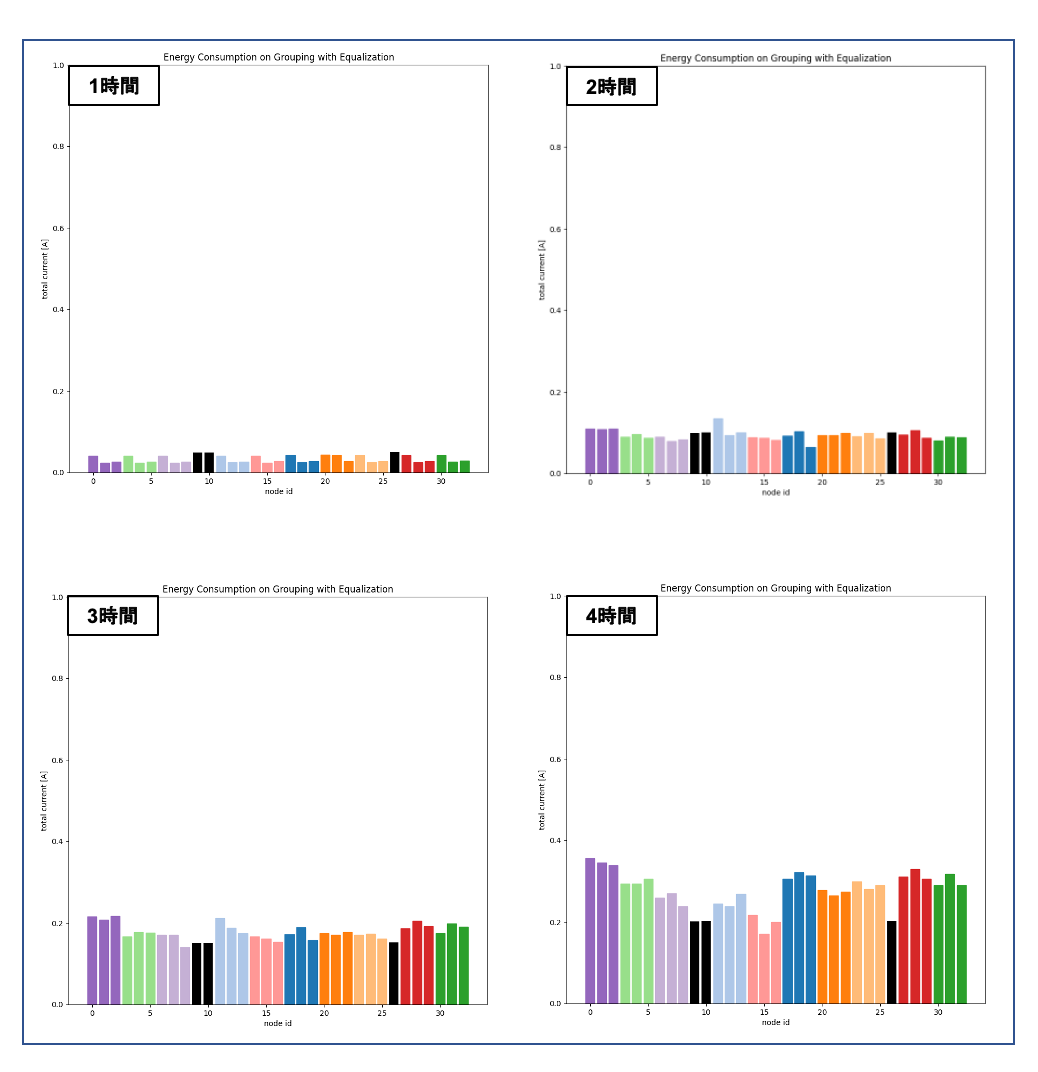 Energy Consumption on Grouping with Equalization
1時間
1.0
0.8
0.6
0.4
0.2
0.0
total current [A]
0 5 10 15 20 25 30
node id
Energy Consumption on Grouping with Equalization
2時間
1.0
0.8
0.6
0.4
0.2
0.0
total current [A]
0 5 10 15 20 25 30
node id
Energy Consumption on Grouping with Equalization
3時間
1.0
0.8
0.6
0.4
0.2
0.0
total current [A]
0 5 10 15 20 25 30
node id
Energy Consumption on Grouping with Equalization
4時間
1.0
0.8
0.6
0.4
0.2
0.0
total current [A]
0 5 10 15 20 25 30
node id